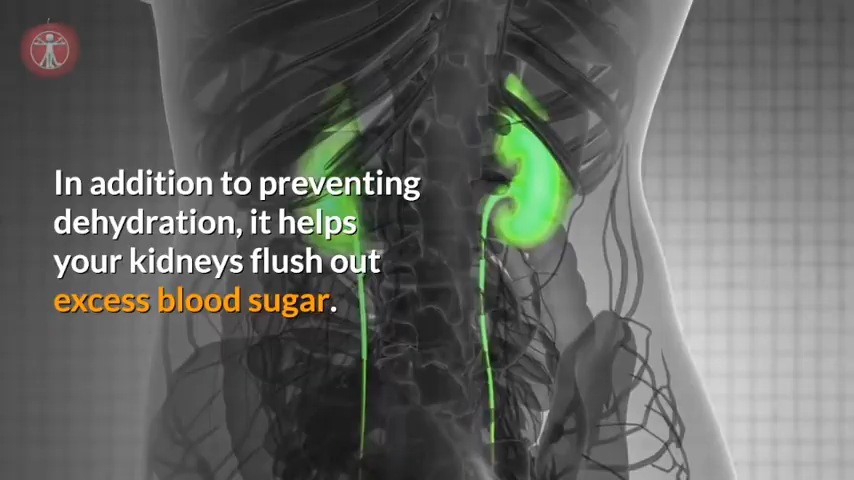 In addition to preventing
dehydration, it helps
your kidneys flush out
excess blood sugar.